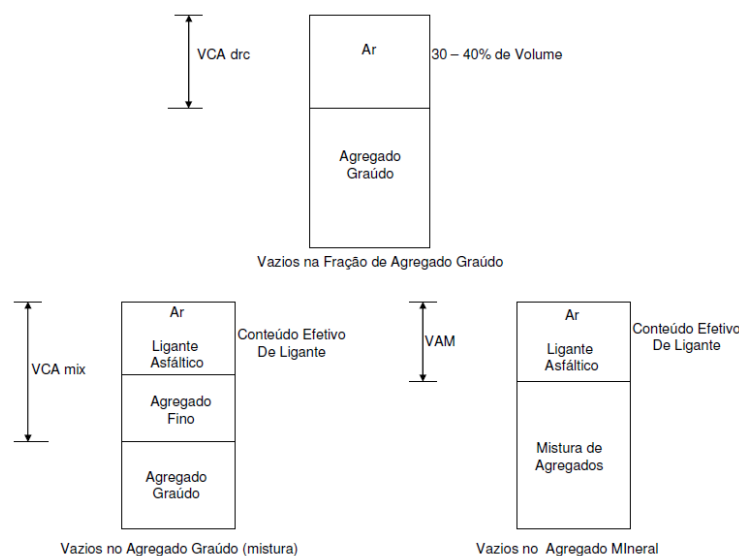 VCA drc
Ar
30 – 40% de Volume
Agregado
Graúdo
Vazios na Fração de Agregado Graúdo
VCA mix
Ar
Ligante
Asfáltico
Conteúdo Efetivo
De Ligante
Agregado
Fino
Agregado
Graúdo
Vazios no Agregado Graúdo (mistura)
VAM
Ar
Ligante
Asfáltico
Conteúdo Efetivo
De Ligante
Mistura de
Agregados
Vazios no Agregado MIneral